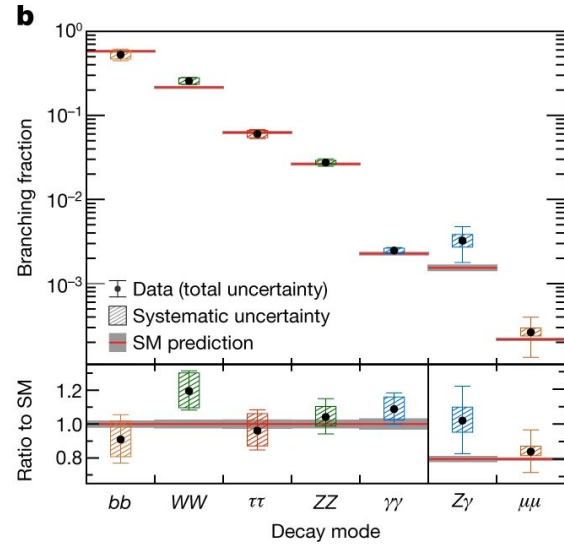 b
Branching fraction
10⁰
10⁻¹
10⁻²
10⁻³
Data (total uncertainty)
Systematic uncertainty
SM prediction
Ratio to SM
1.2
1.0
0.8
bb
WW
ττ
ZZ
γγ
Zγ
μμ
Decay mode